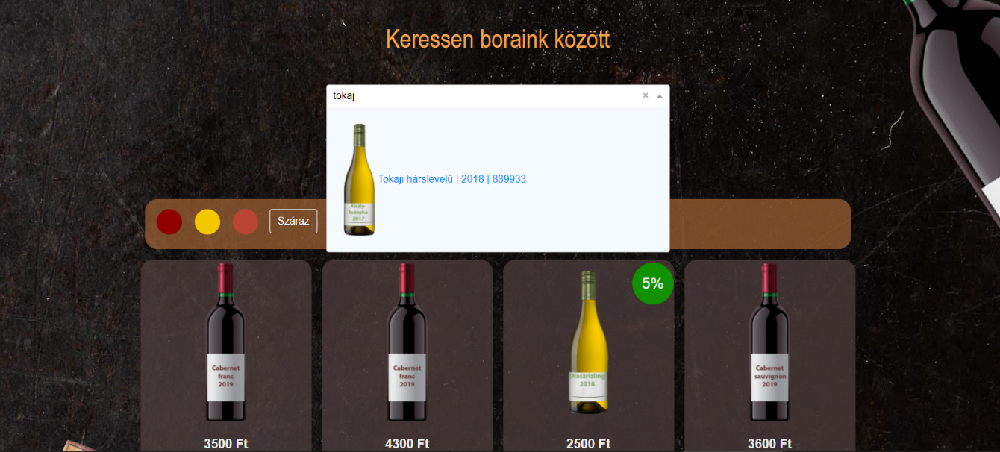 Keressen boraink között
tokaj
×
Király-
leányka
2017
Tokaji hárslevelű | 2018 | 889933
Száraz
Cabernet
franc
2019
3500 Ft
Cabernet
franc
2019
4300 Ft
5%
Olaszrizling
2018
2500 Ft
Cabernet
sauvignon
2019
3600 Ft